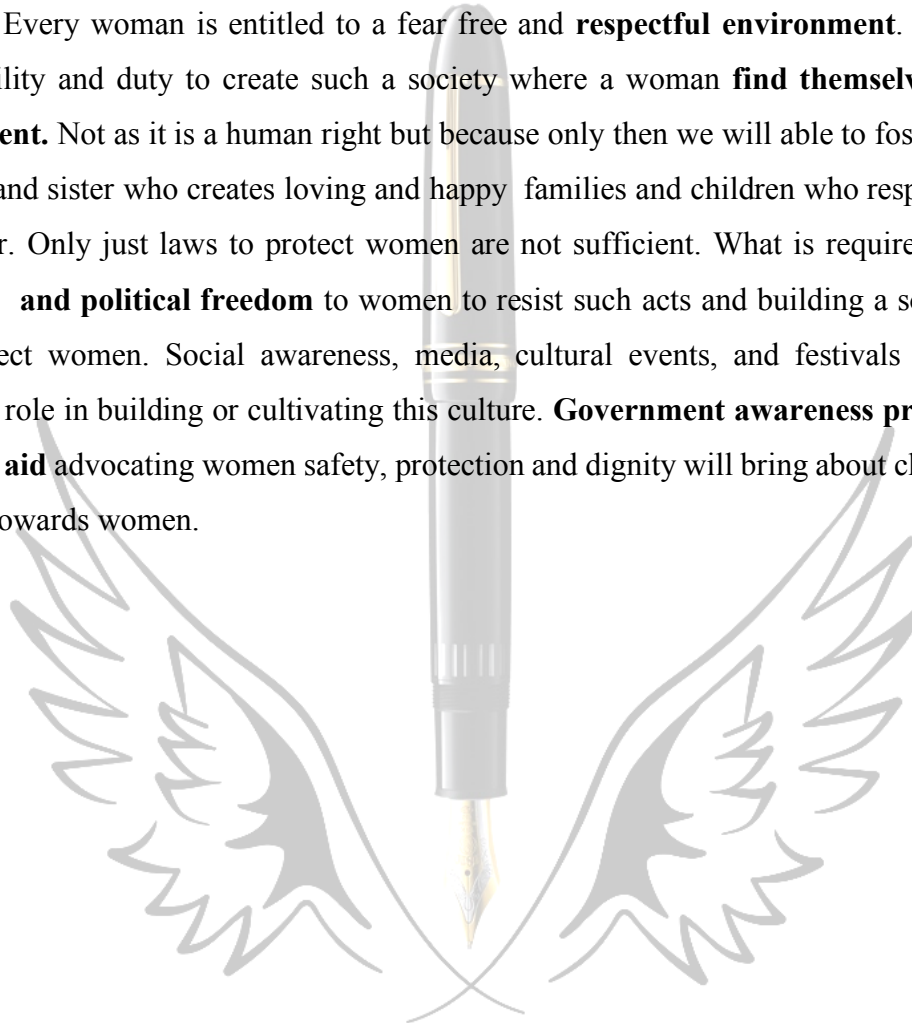 Every woman is entitled to a fear free and respectful environment.
ility and duty to create such a society where a woman find themselv
ent. Not as it is a human right but because only then we will able to fos
and sister who creates loving and happy families and children who resp
r. Only just laws to protect women are not sufficient. What is require
and political freedom to women to resist such acts and building a so
ect women. Social awareness, media, cultural events, and festivals
role in building or cultivating this culture. Government awareness pr
aid advocating women safety, protection and dignity will bring about cl
owards women.